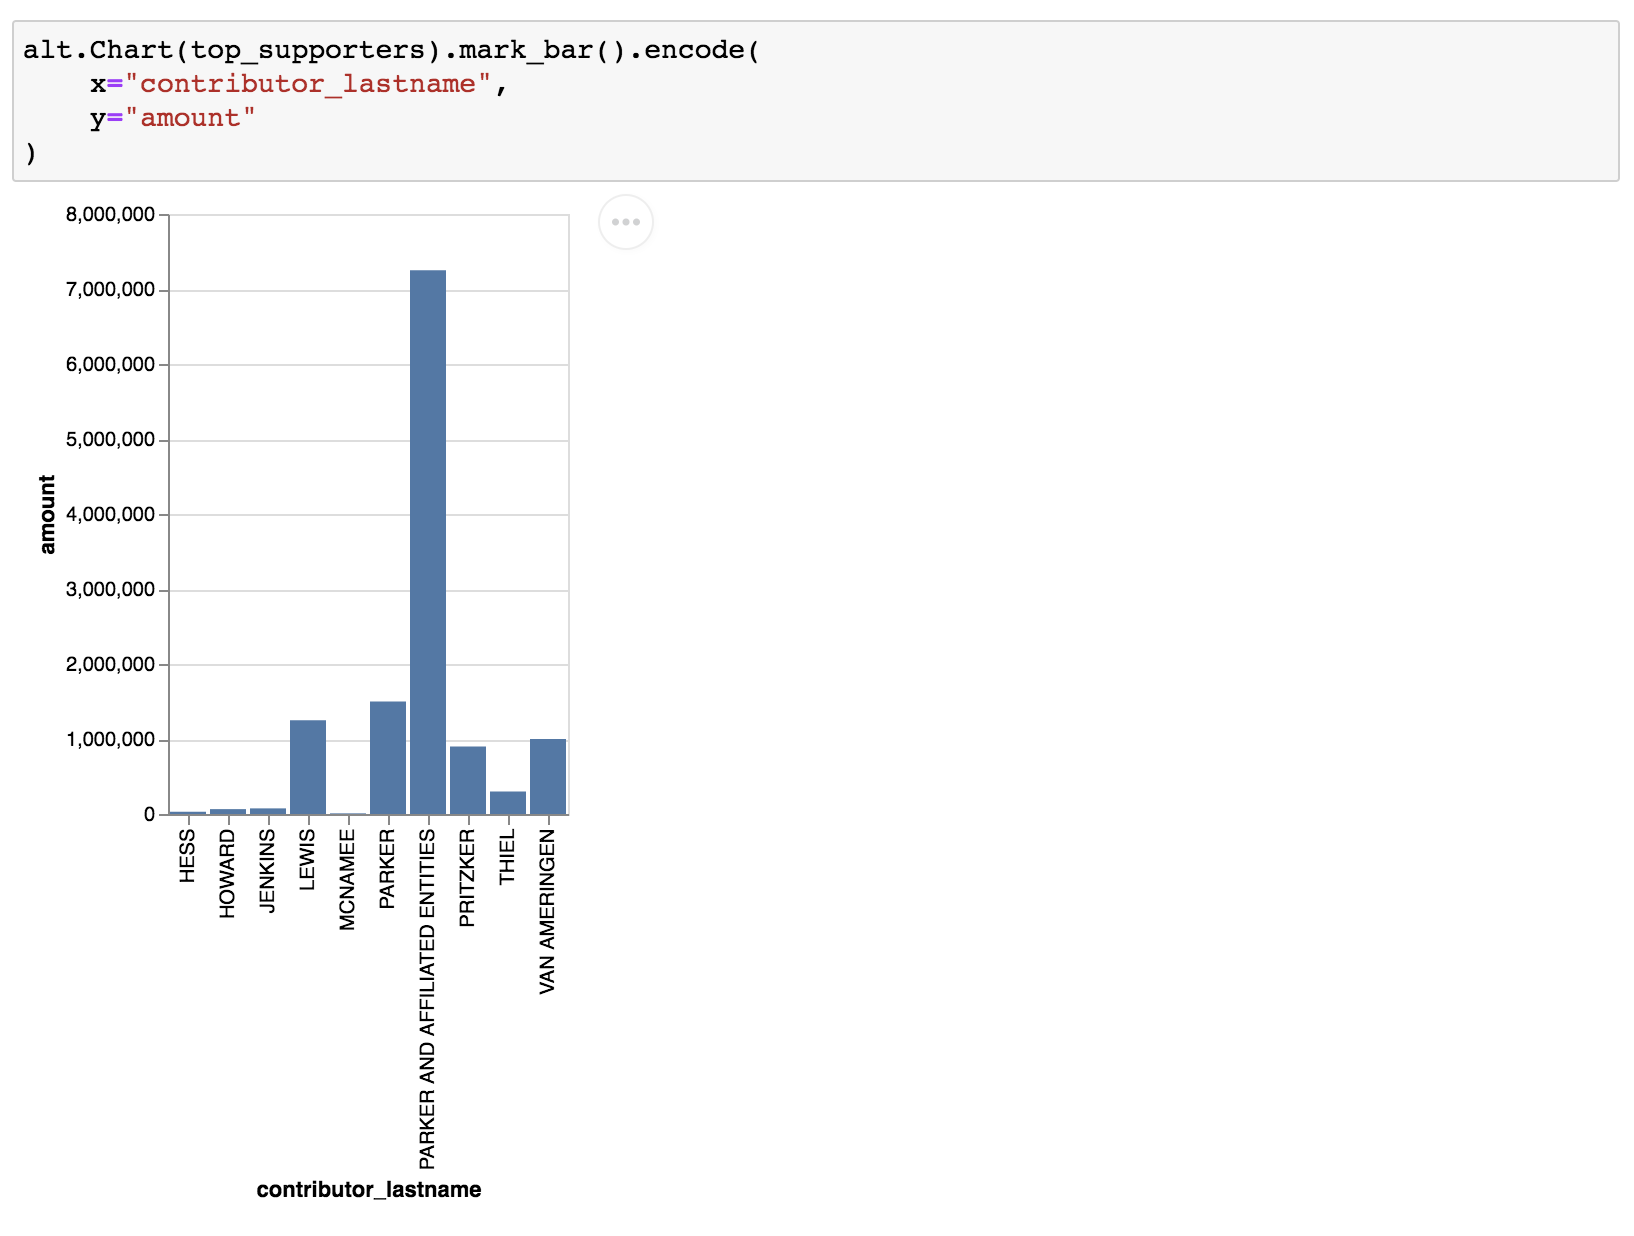 alt.Chart(top_supporters).mark_bar().encode(
    x="contributor_lastname",
    y="amount"
)
8,000,000
7,000,000
6,000,000
5,000,000
4,000,000
3,000,000
2,000,000
1,000,000
0
amount
HESS
HOWARD
JENKINS
LEWIS
MCNAMEE
PARKER
PARKER AND AFFILIATED ENTITIES
PRITZKER
THIEL
VAN AMERINGEN
contributor_lastname